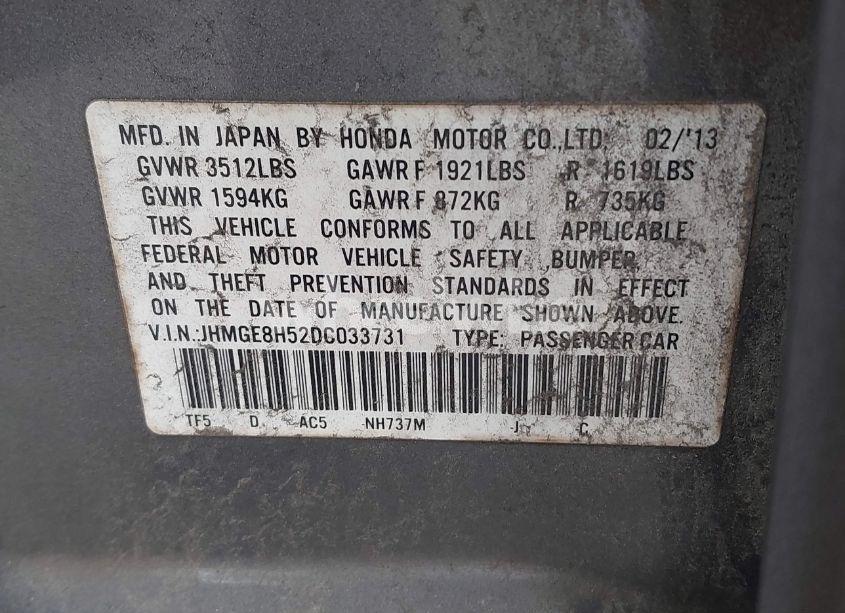 MFD. IN JAPAN BY HONDA MOTOR CO.,LTD. 02/'13
GVWR 3512LBS GAWR F 1921LBS R 1619LBS
GVWR 1594KG GAWR F 872KG R 735KG
THIS VEHICLE CONFORMS TO ALL APPLICABLE
FEDERAL MOTOR VEHICLE SAFETY, BUMPER,
AND THEFT PREVENTION STANDARDS IN EFFECT
ON THE DATE OF MANUFACTURE SHOWN ABOVE.
V.I.N.:JHMGE8H52DC033731 TYPE: PASSENGER CAR
TF5 D AC5 NH737M J C